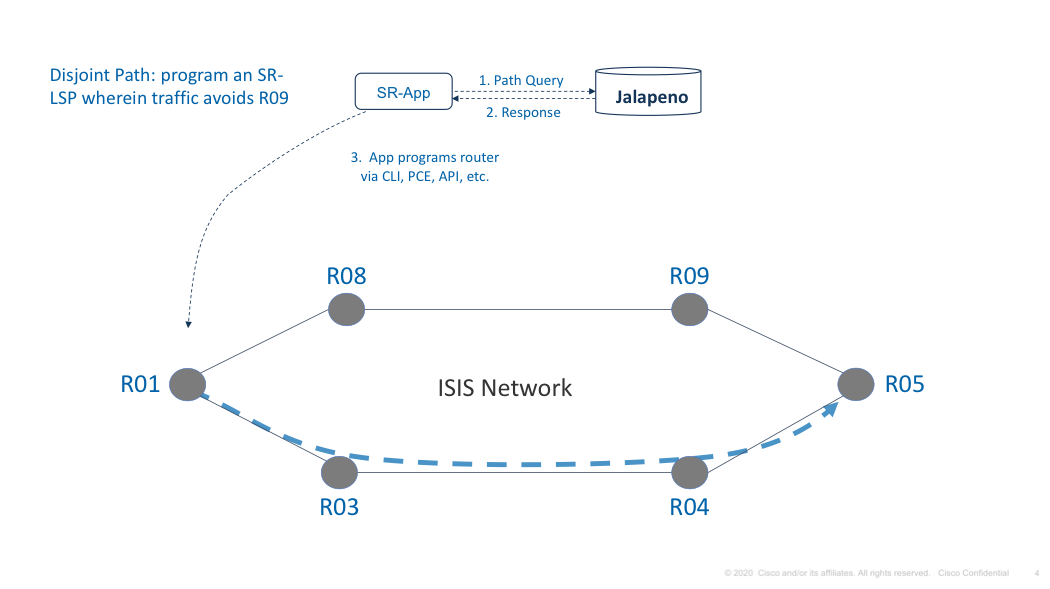 Disjoint Path: program an SR-
LSP wherein traffic avoids R09
SR-App
1. Path Query
2. Response
Jalapeno
3.  App programs router
via CLI, PCE, API, etc.
R08
R09
R01
ISIS Network
R05
R03
R04
© 2020  Cisco and/or its affiliates. All rights reserved.   Cisco Confidential
4